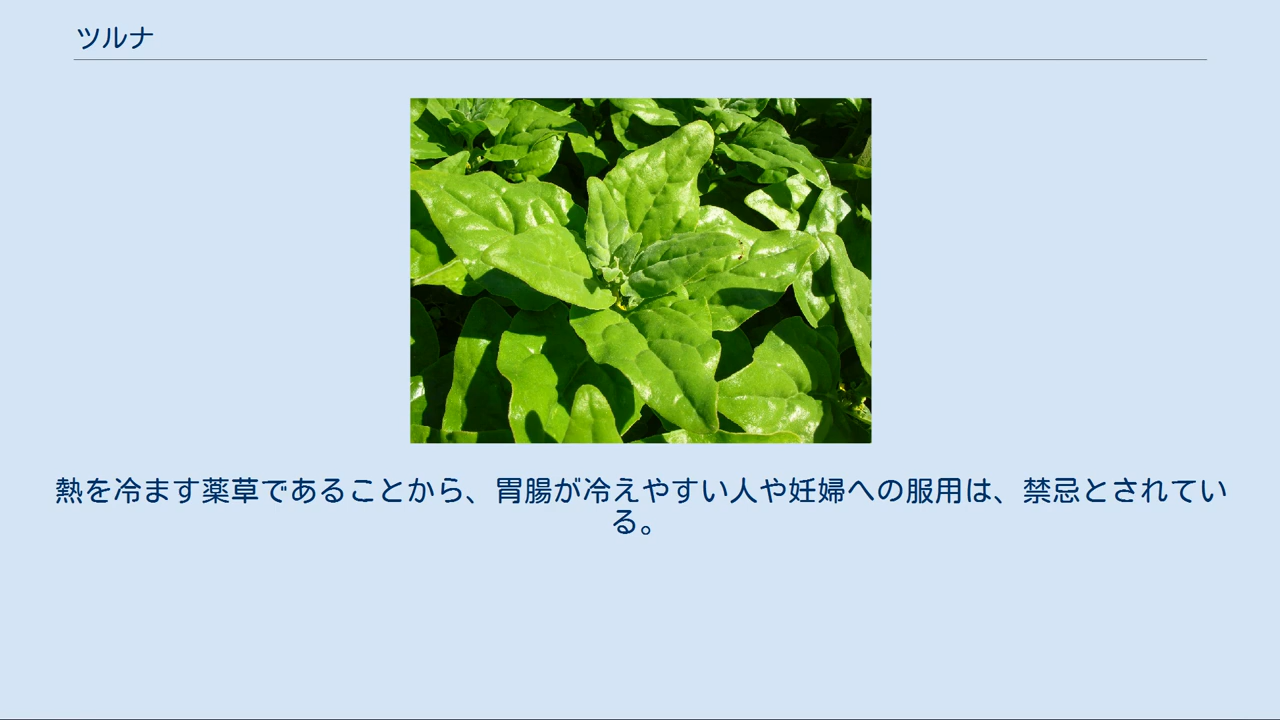 ツルナ
熱を冷ます薬草であることから、胃腸が冷えやすい人や妊婦への服用は、禁忌とされてい
る。